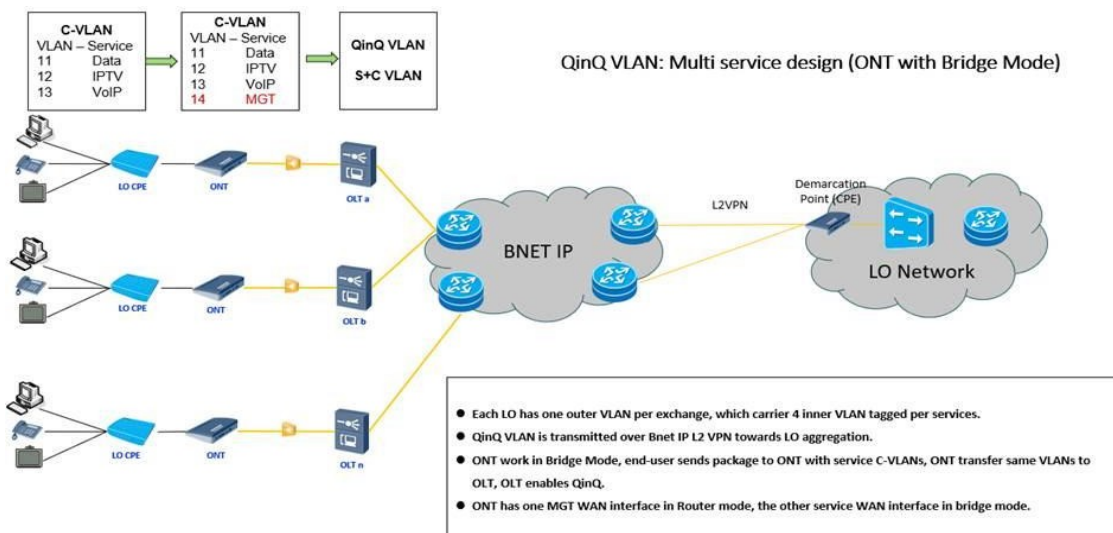 C-VLAN
VLAN – Service
11 Data
12 IPTV
13 VoIP
C-VLAN
VLAN – Service
11 Data
12 IPTV
13 VoIP
14 MGT
QinQ VLAN
S+C VLAN
QinQ VLAN: Multi service design (ONT with Bridge Mode)
LO CPE
ONT
OLT a
LO CPE
ONT
OLT b
LO CPE
ONT
OLT n
BNET IP
L2VPN
Demarcation
Point (CPE)
LO Network
● Each LO has one outer VLAN per exchange, which carrier 4 inner VLAN tagged per services.
● QinQ VLAN is transmitted over Bnet IP L2 VPN towards LO aggregation.
● ONT work in Bridge Mode, end-user sends package to ONT with service C-VLANs, ONT transfer same VLANs to
OLT, OLT enables QinQ.
● ONT has one MGT WAN interface in Router mode, the other service WAN interface in bridge mode.